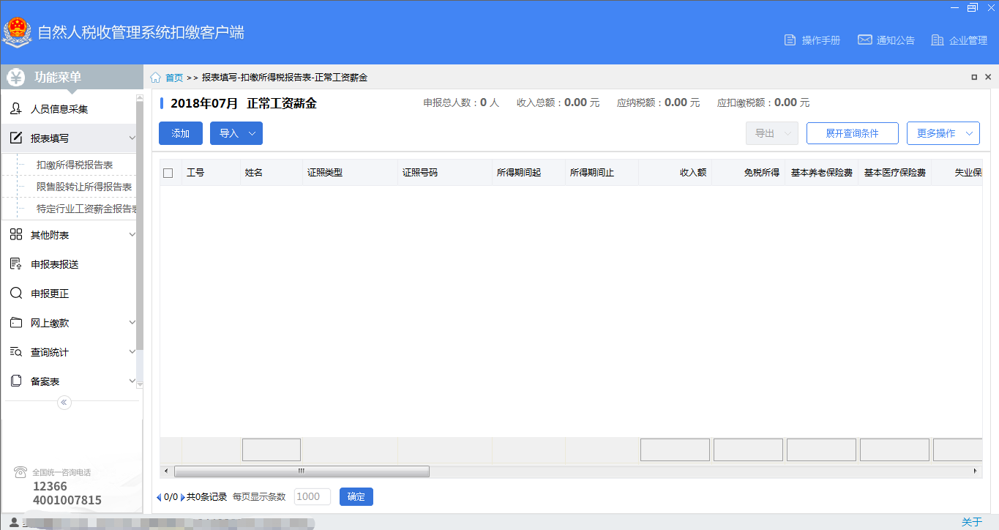 自然人税收管理系统扣缴客户端
操作手册 通知公告 企业管理
功能菜单
人员信息采集
报表填写
扣缴所得税报告表
限售股转让所得报告表
特定行业工资薪金报告
其他附表
申报表报送
申报更正
网上缴款
查询统计
备案表
全国统一咨询电话
12366
4001007815
首页 >> 报表填写-扣缴所得税报告表-正常工资薪金
2018年07月 正常工资薪金 申报总人数：0 人 收入总额：0.00 元 应纳税额：0.00 元 应扣缴税额：0.00 元
添加 导入 导出 展开查询条件 更多操作
工号 姓名 证照类型 证照号码 所得期间起 所得期间止 收入额 免税所得 基本养老保险费 基本医疗保险费 失业保
0/0 共0条记录 每页显示条数 1000 确定
关于